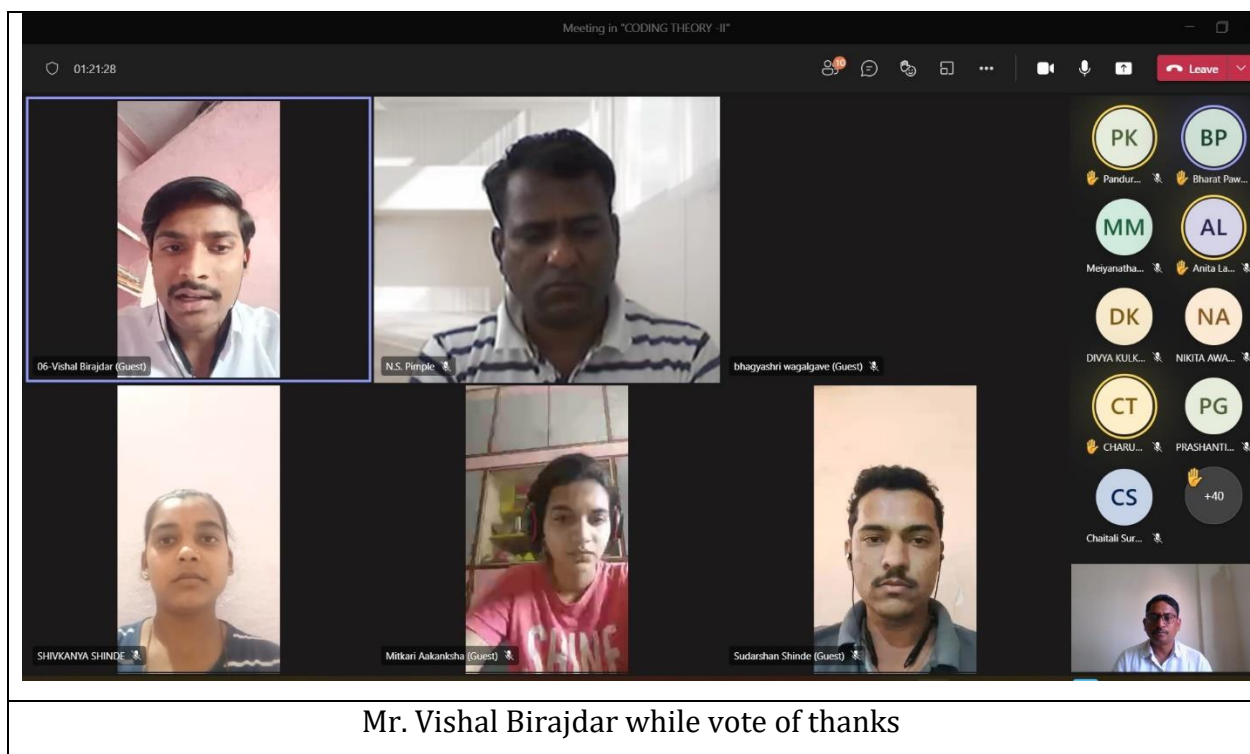 Meeting in "CODING THEORY -II"
01:21:28
10
Leave
06-Vishal Birajdar (Guest)
N.S. Pimple
bhagyashri wagalgave (Guest)
SHIVKANYA SHINDE
Mitkari Aakanksha (Guest)
Sudarshan Shinde (Guest)
PK BP
Pandur... Bharat Paw...
MM AL
Meiyanatha... Anita La...
DK NA
DIVYA KULK... NIKITA AWA...
CT PG
CHARU... PRASHANTI...
CS +40
Chaitali Sur...
Mr. Vishal Birajdar while vote of thanks